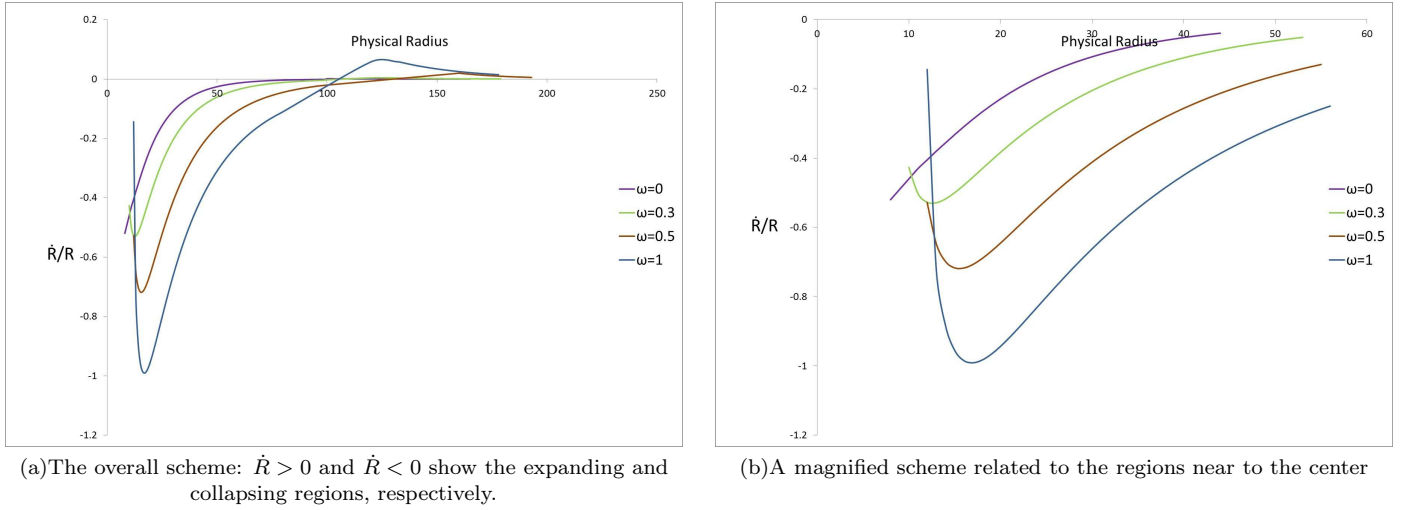 0.2
Physical Radius
0
0 50 100 150 200 250
-0.2
-0.4
Ṙ/R
-0.6
-0.8
-1
-1.2
ω=0
ω=0.3
ω=0.5
ω=1
(a)The overall scheme: Ṙ > 0 and Ṙ < 0 show the expanding and
collapsing regions, respectively.
0
0 10 20 30 40 50 60
Physical Radius
-0.2
-0.4
Ṙ/R
-0.6
-0.8
-1
-1.2
ω=0
ω=0.3
ω=0.5
ω=1
(b)A magnified scheme related to the regions near to the center